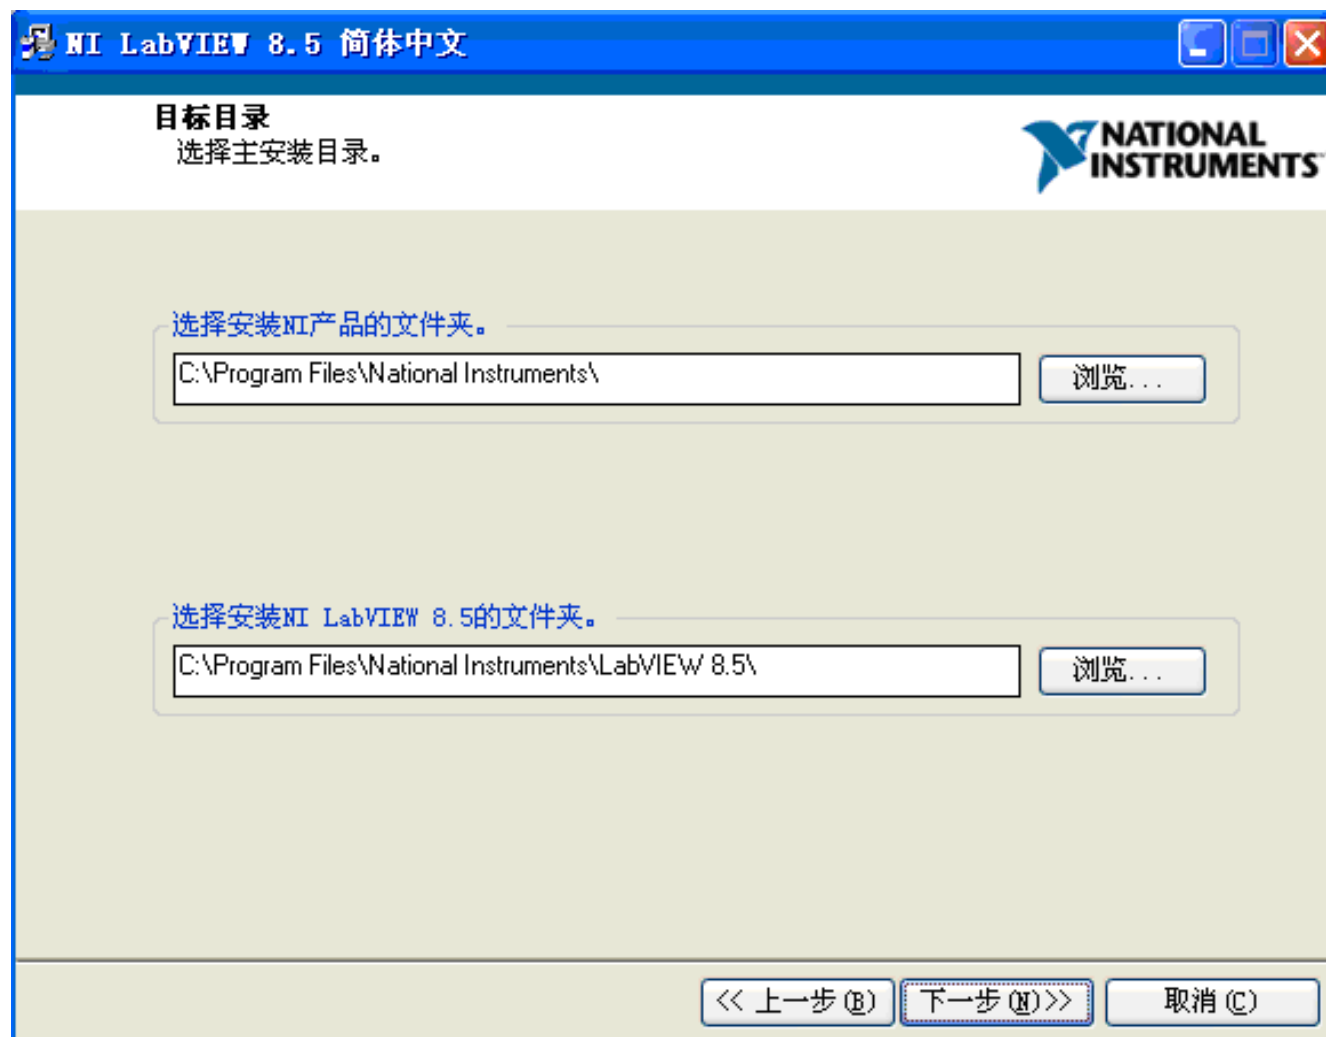 NI LabVIEW 8.5 简体中文
目标目录
选择主安装目录。
NATIONAL
INSTRUMENTS
选择安装NI产品的文件夹。
C:\Program Files\National Instruments\
浏览...
选择安装NI LabVIEW 8.5的文件夹。
C:\Program Files\National Instruments\LabVIEW 8.5\
浏览...
<< 上一步(B) 下一步(N)>> 取消(C)